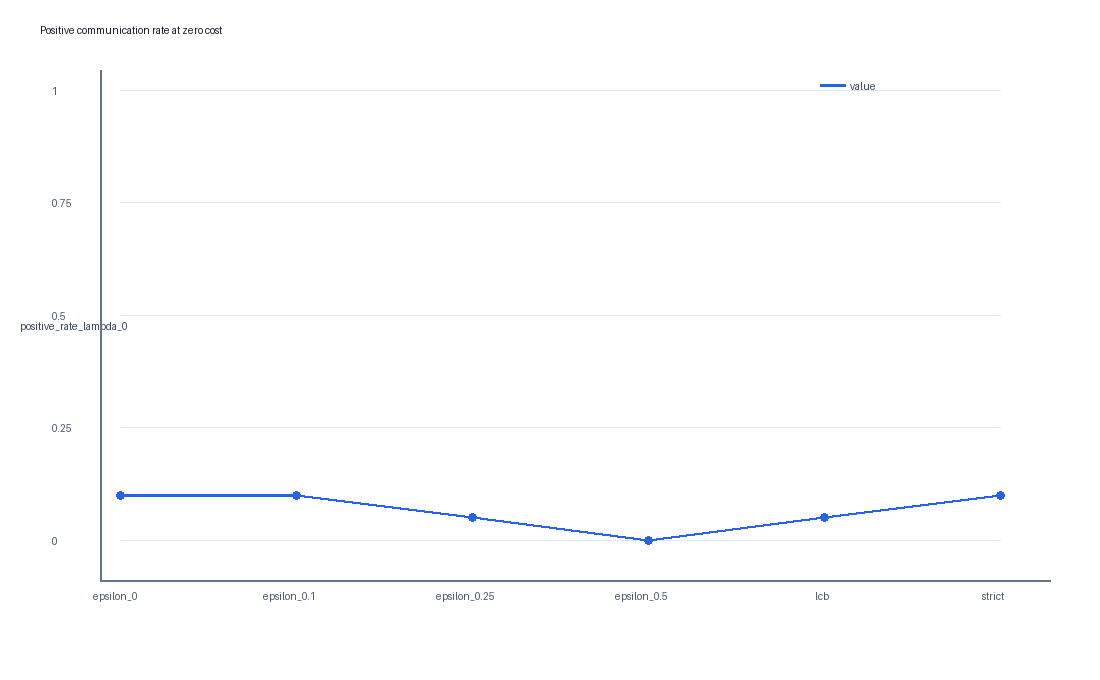 Positive communication rate at zero cost
value
1
0.75
0.5
positive_rate_lambda_0
0.25
0
epsilon_0 epsilon_0.1 epsilon_0.25 epsilon_0.5 lcb strict